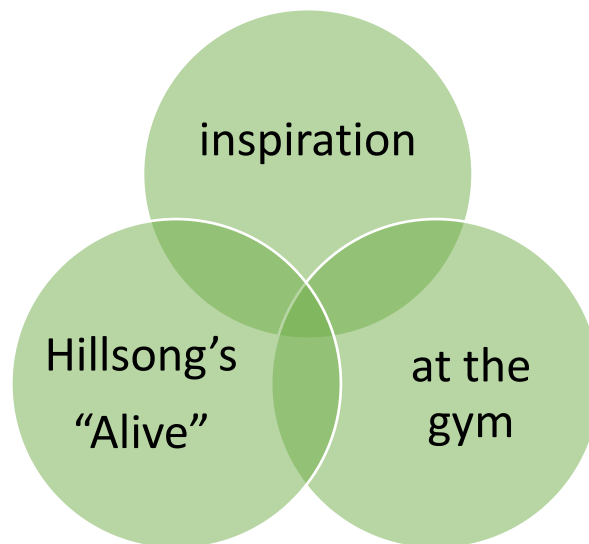 inspiration
Hillsong’s
“Alive”
at the
gym